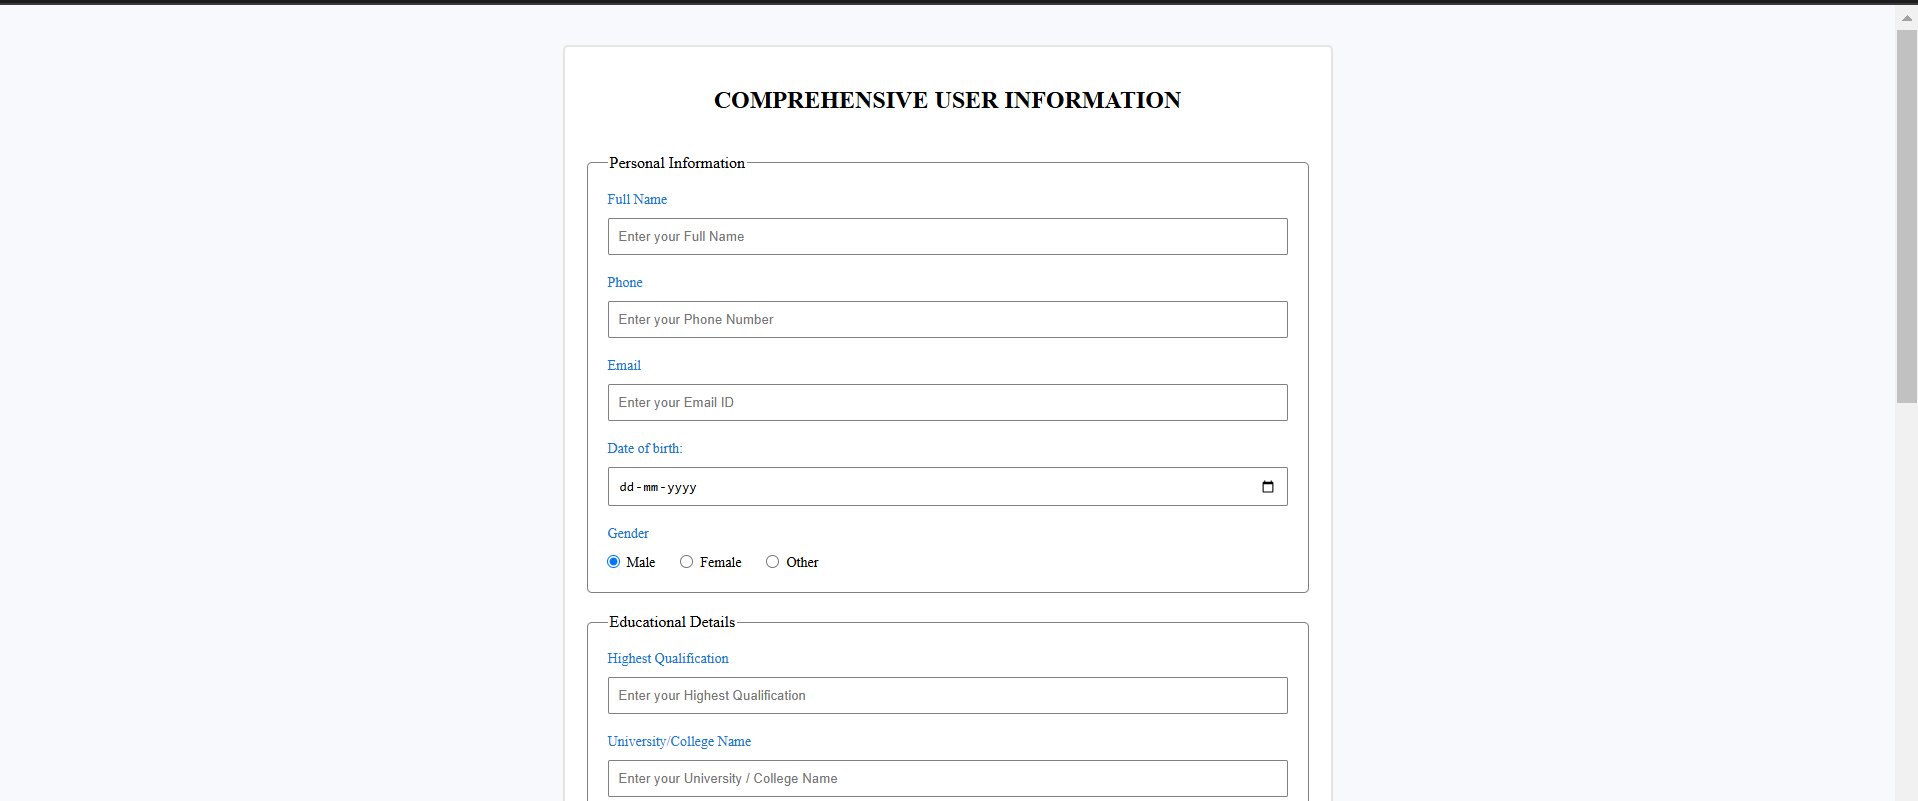 COMPREHENSIVE USER INFORMATION
Personal Information
Full Name
Enter your Full Name
Phone
Enter your Phone Number
Email
Enter your Email ID
Date of birth:
dd-mm-yyyy
Gender
Male Female Other
Educational Details
Highest Qualification
Enter your Highest Qualification
University/College Name
Enter your University / College Name